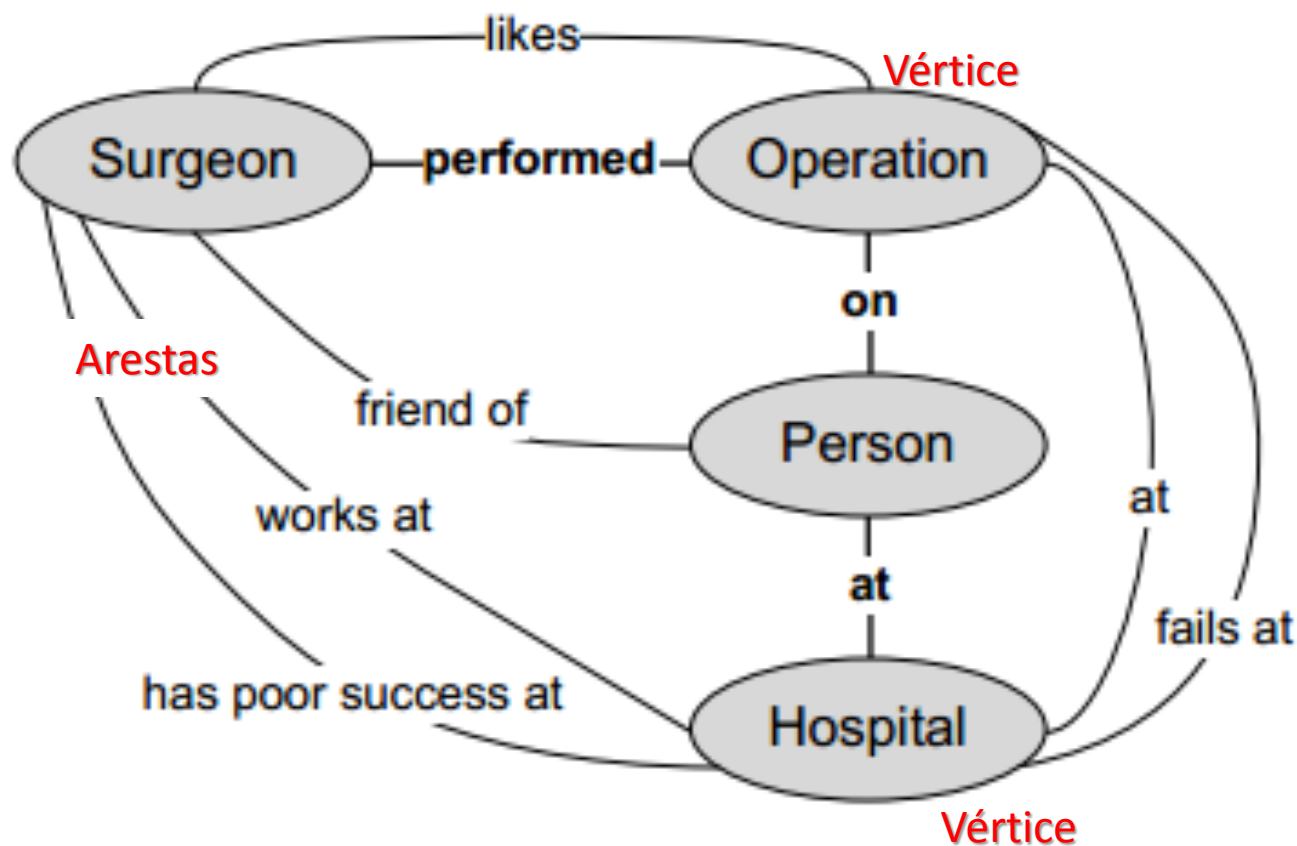 likes
Vértice
Surgeon
performed
Operation
on
Arestas
friend of
Person
works at
at
at
fails at
has poor success at
Hospital
Vértice